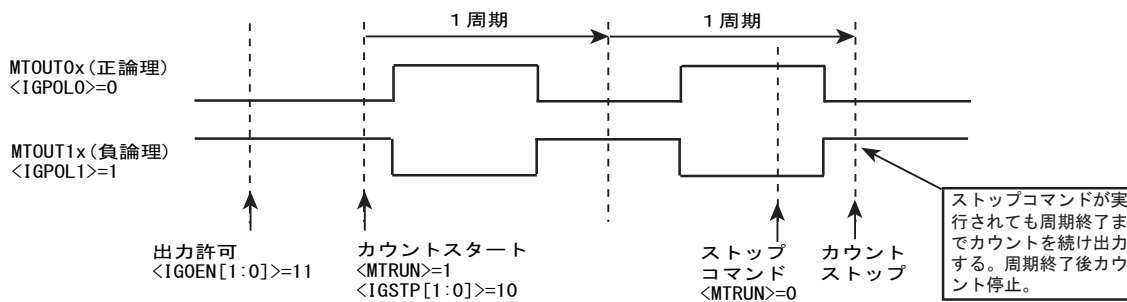 1周期
1周期
MTOUT0x(正論理)
<IGPOL0>=0
MTOUT1x(負論理)
<IGPOL1>=1
出力許可
<IGOEN[1:0]>=11
カウントスタート
<MTRUN>=1
<IGSTP[1:0]>=10
ストップ
コマンド
<MTRUN>=0
カウント
ストップ
ストップコマンドが実
行されても周期終了ま
でカウントを続け出力
する。周期終了後カウ
ント停止。